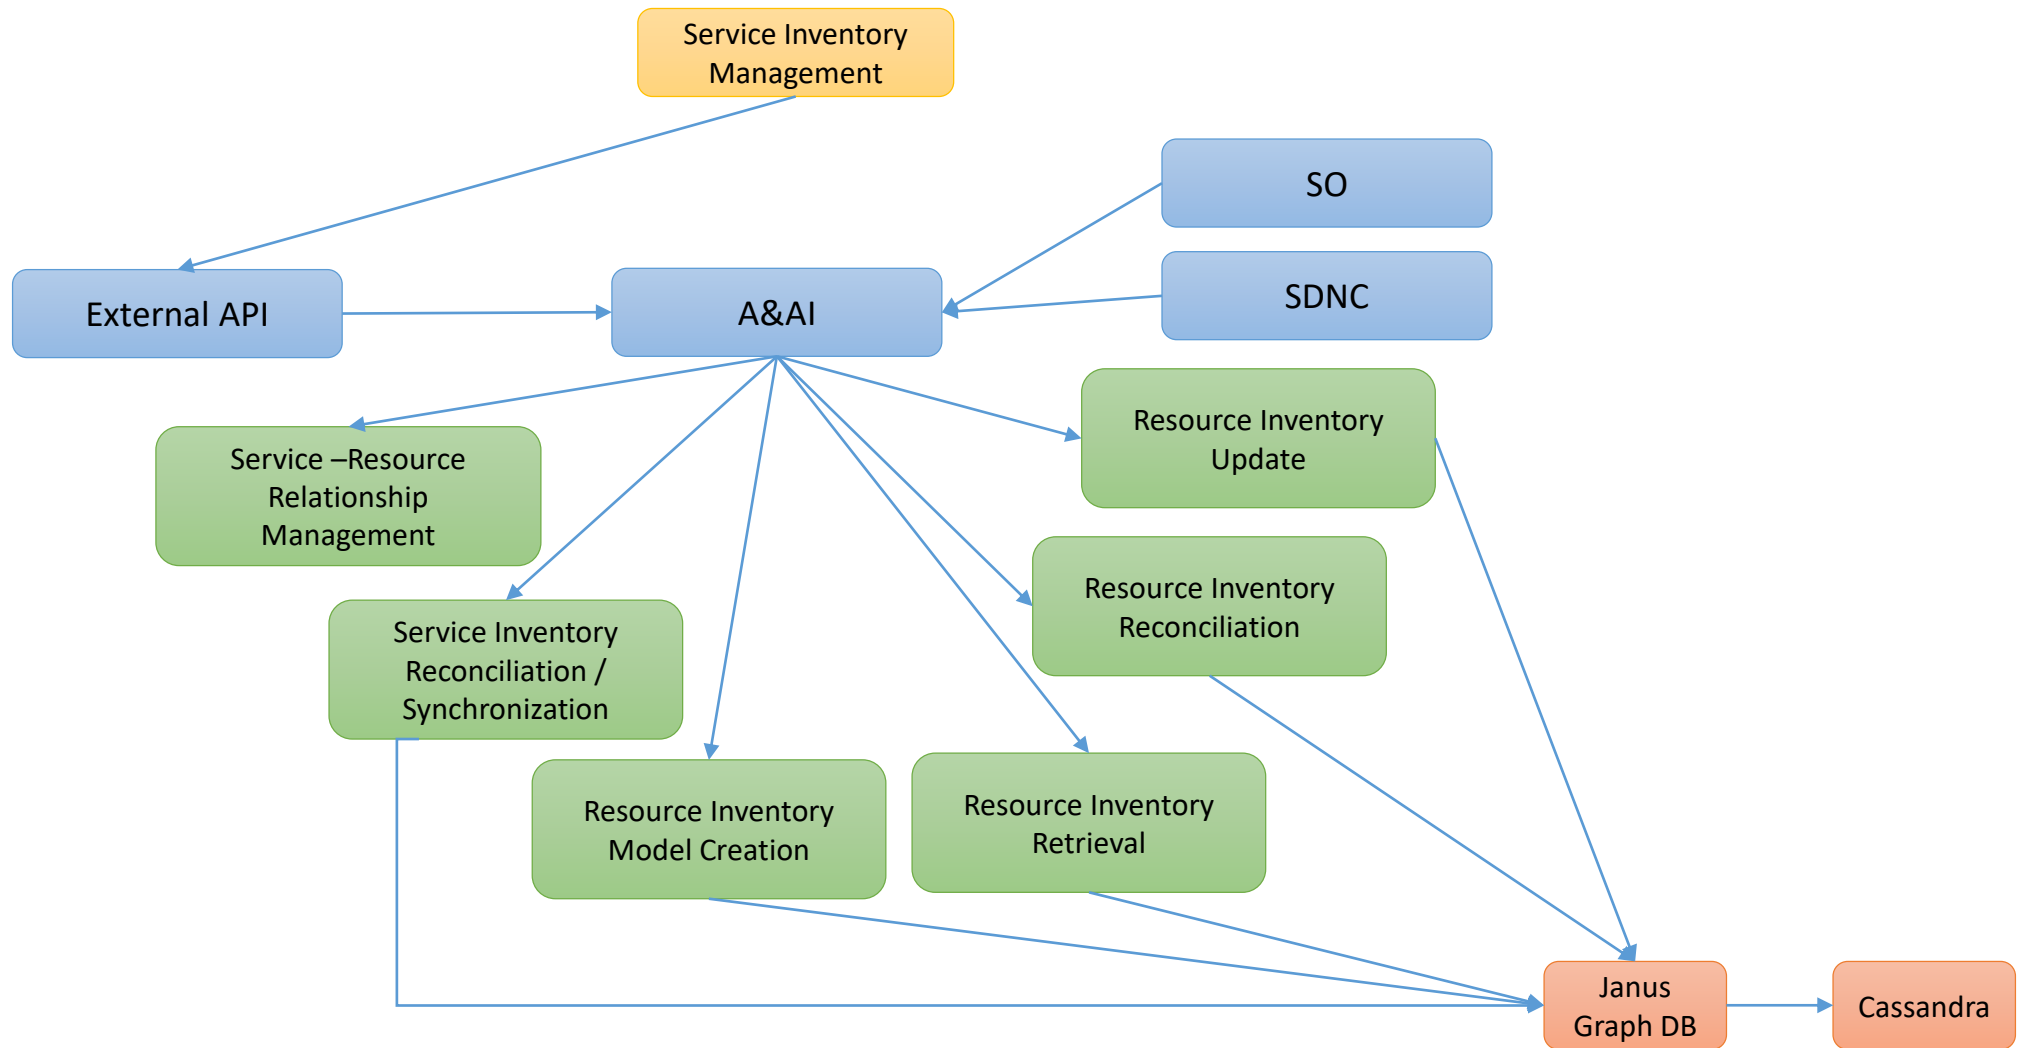 Service Inventory
Management
SO
SDNC
External API
A&AI
Resource Inventory
Update
Service –Resource
Relationship
Management
Resource Inventory
Reconciliation
Service Inventory
Reconciliation /
Synchronization
Resource Inventory
Model Creation
Resource Inventory
Retrieval
Janus
Graph DB
Cassandra